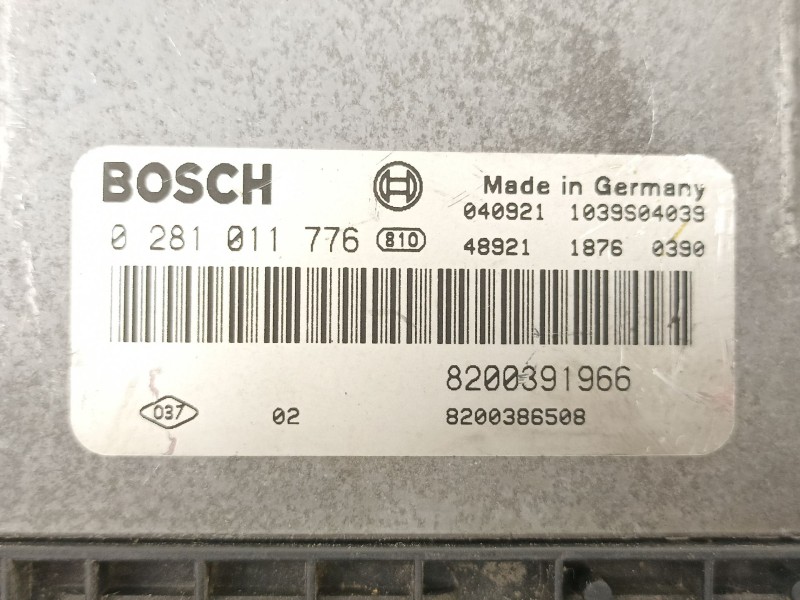 BOSCH
Made in Germany
040921 1039S04039
0 281 011 776 810
48921 1876 0390
8200391966
037 02 8200386508